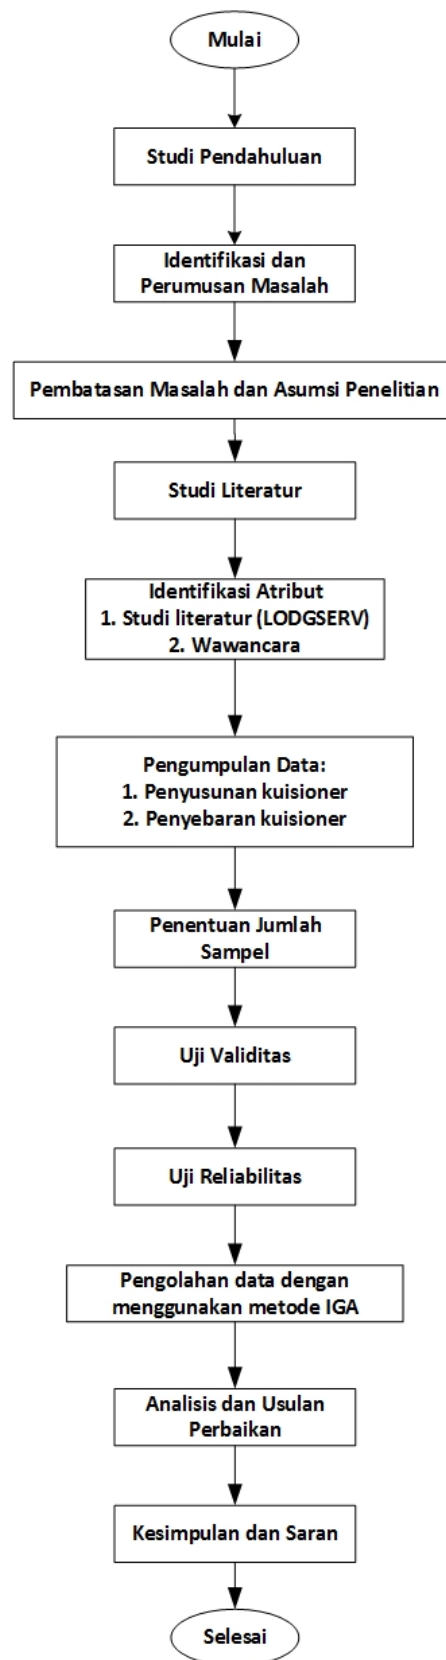 Mulai
Studi Pendahuluan
Identifikasi dan
Perumusan Masalah
Pembatasan Masalah dan Asumsi Penelitian
Studi Literatur
Identifikasi Atribut
1. Studi literatur (LODGSERV)
2. Wawancara
Pengumpulan Data:
1. Penyusunan kuisioner
2. Penyebaran kuisioner
Penentuan Jumlah
Sampel
Uji Validitas
Uji Reliabilitas
Pengolahan data dengan
menggunakan metode IGA
Analisis dan Usulan
Perbaikan
Kesimpulan dan Saran
Selesai